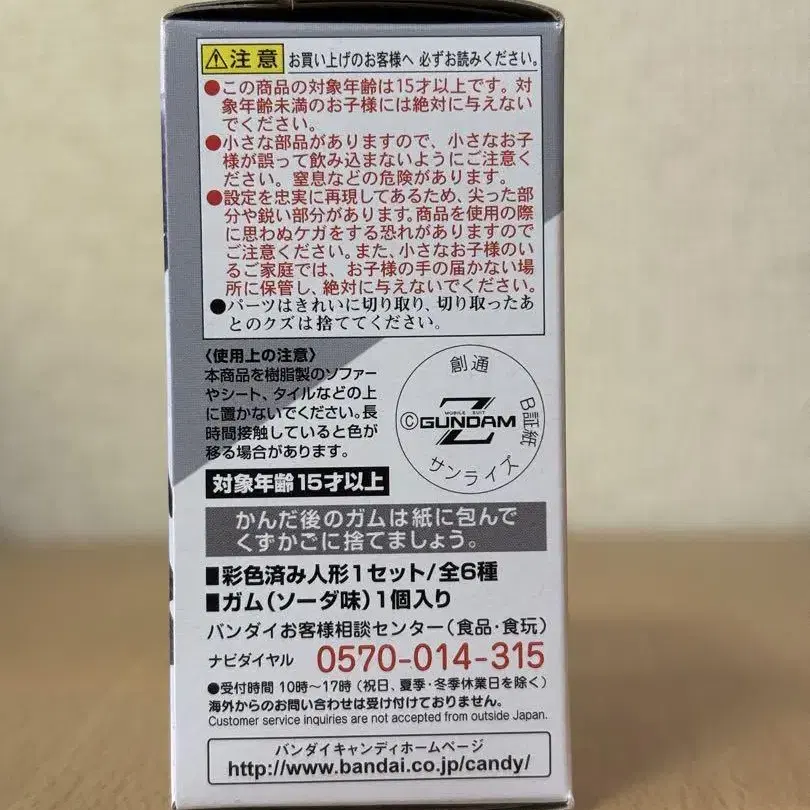 注意 お買い上げのお客様へ 必ずお読みください。
●この商品の対象年齢は15才以上です。対
象年齢未満のお子様には絶対に与えない
でください。
●小さな部品がありますので、小さなお子
様が誤って飲み込まないようにご注意く
ださい。窒息などの危険があります。
●設定を忠実に再現してあるため、尖った部
分や鋭い部分があります。商品を使用の際
に思わぬケガをする恐れがありますので
ご注意ください。また、小さなお子様のい
るご家庭では、お子様の手の届かない場
所に保管し、絶対に与えないでください。
●パーツはきれいに切り取り、切り取ったあ
とのクズは捨ててください。
〈使用上の注意〉
本商品を樹脂製のソファー
やシート、タイルなどの上
に置かないでください。長
時間接触していると色が
移る場合があります。
創通
MOBILE SUIT
©Z GUNDAM
B証紙
サンライズ
対象年齢15才以上
かんだ後のガムは紙に包んで
くずかごに捨てましょう。
■彩色済み人形1セット/全6種
■ガム(ソーダ味)1個入り
バンダイお客様相談センター(食品・食玩)
ナビダイヤル 0570-014-315
●受付時間 10時〜17時(祝日、夏季・冬季休業日を除く)
海外からのお問い合わせは受け付けておりません。
Customer service inquiries are not accepted from outside Japan.
バンダイキャンディホームページ
http://www.bandai.co.jp/candy/